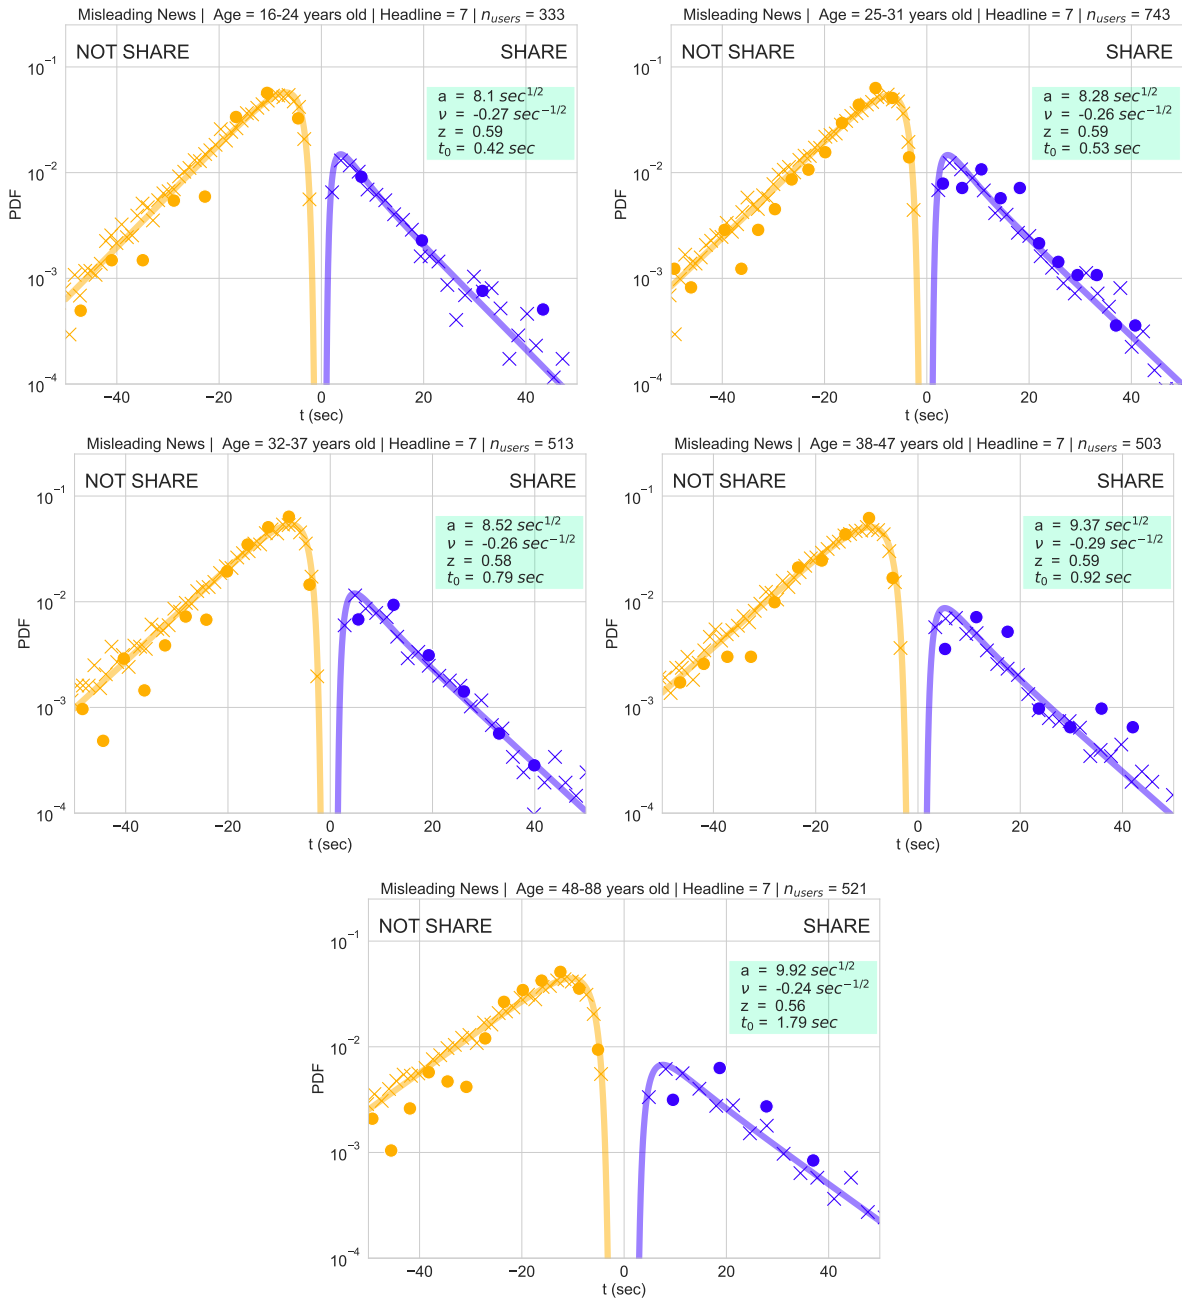 Misleading News | Age = 16-24 years old | Headline = 7 | n_users = 333
NOT SHARE
SHARE
a = 8.1 sec^{1/2}
ν = -0.27 sec^{−1/2}
z = 0.59
t_0 = 0.42 sec
PDF
10^{−1}
10^{−2}
10^{−3}
10^{−4}
−40
−20
0
20
40
t (sec)
Misleading News | Age = 25-31 years old | Headline = 7 | n_users = 743
NOT SHARE
SHARE
a = 8.28 sec^{1/2}
ν = -0.26 sec^{−1/2}
z = 0.59
t_0 = 0.53 sec
PDF
10^{−1}
10^{−2}
10^{−3}
10^{−4}
−40
−20
0
20
40
t (sec)
Misleading News | Age = 32-37 years old | Headline = 7 | n_users = 513
NOT SHARE
SHARE
a = 8.52 sec^{1/2}
ν = -0.26 sec^{−1/2}
z = 0.58
t_0 = 0.79 sec
PDF
10^{−1}
10^{−2}
10^{−3}
10^{−4}
−40
−20
0
20
40
t (sec)
Misleading News | Age = 38-47 years old | Headline = 7 | n_users = 503
NOT SHARE
SHARE
a = 9.37 sec^{1/2}
ν = -0.29 sec^{−1/2}
z = 0.59
t_0 = 0.92 sec
PDF
10^{−1}
10^{−2}
10^{−3}
10^{−4}
−40
−20
0
20
40
t (sec)
Misleading News | Age = 48-88 years old | Headline = 7 | n_users = 521
NOT SHARE
SHARE
a = 9.92 sec^{1/2}
ν = -0.24 sec^{−1/2}
z = 0.56
t_0 = 1.79 sec
PDF
10^{−1}
10^{−2}
10^{−3}
10^{−4}
−40
−20
0
20
40
t (sec)